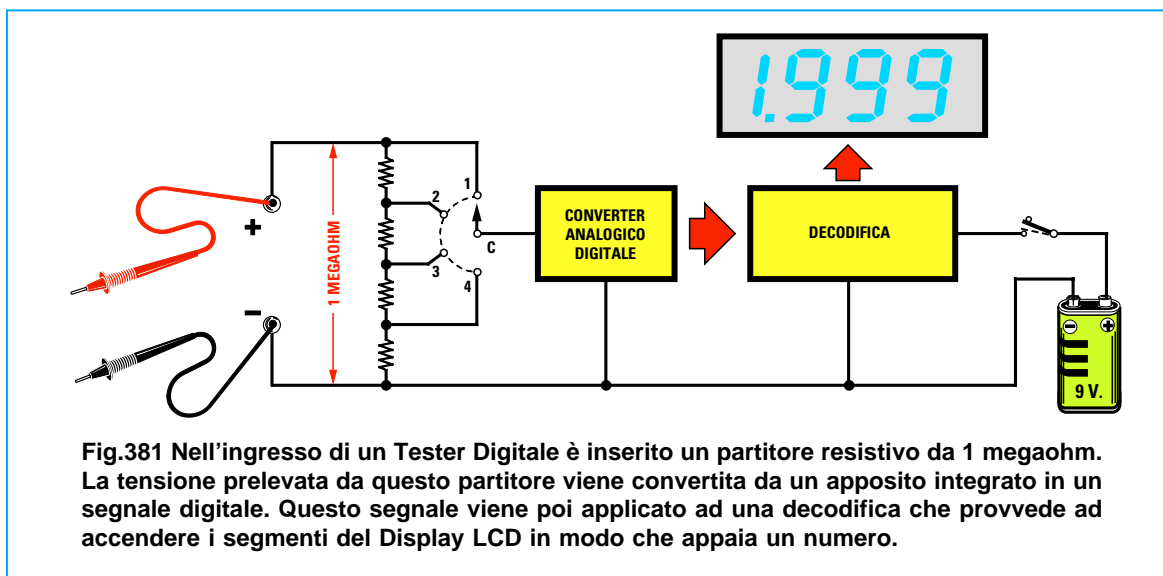 1.999
+
1 MEGAOHM
1
2
C
3
4
CONVERTER
ANALOGICO
DIGITALE
DECODIFICA
–
– +
9 V.
Fig.381 Nell’ingresso di un Tester Digitale è inserito un partitore resistivo da 1 megaohm.
La tensione prelevata da questo partitore viene convertita da un apposito integrato in un
segnale digitale. Questo segnale viene poi applicato ad una decodifica che provvede ad
accendere i segmenti del Display LCD in modo che appaia un numero.